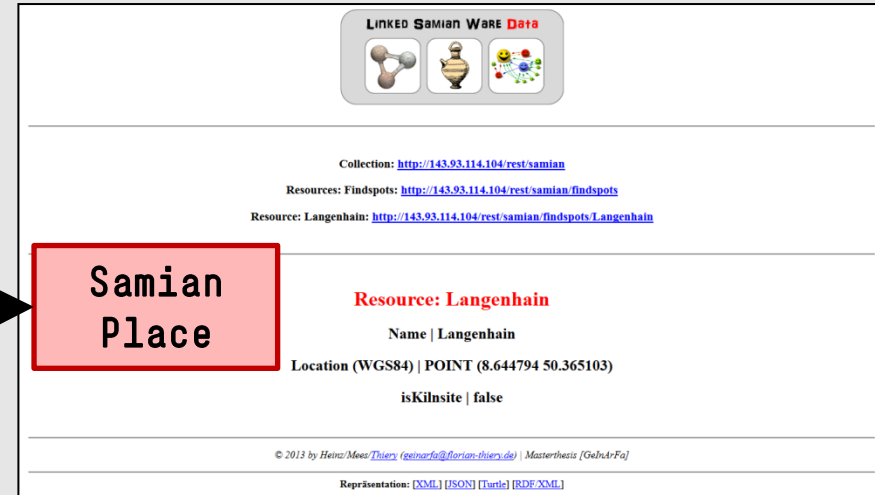 Linked Samian Ware Data
Collection: http://143.93.114.104/rest/samian
Resources: Findspots: http://143.93.114.104/rest/samian/findspots
Resource: Langenhain: http://143.93.114.104/rest/samian/findspots/Langenhain
Samian
Place
Resource: Langenhain
Name | Langenhain
Location (WGS84) | POINT (8.644794 50.365103)
isKilnsite | false
© 2013 by Heinz/Mees/Thiery (geinarfa@florian-thiery.de) | Masterthesis [GeInArFa]
Repräsentation: [XML] [JSON] [Turtle] [RDF/XML]